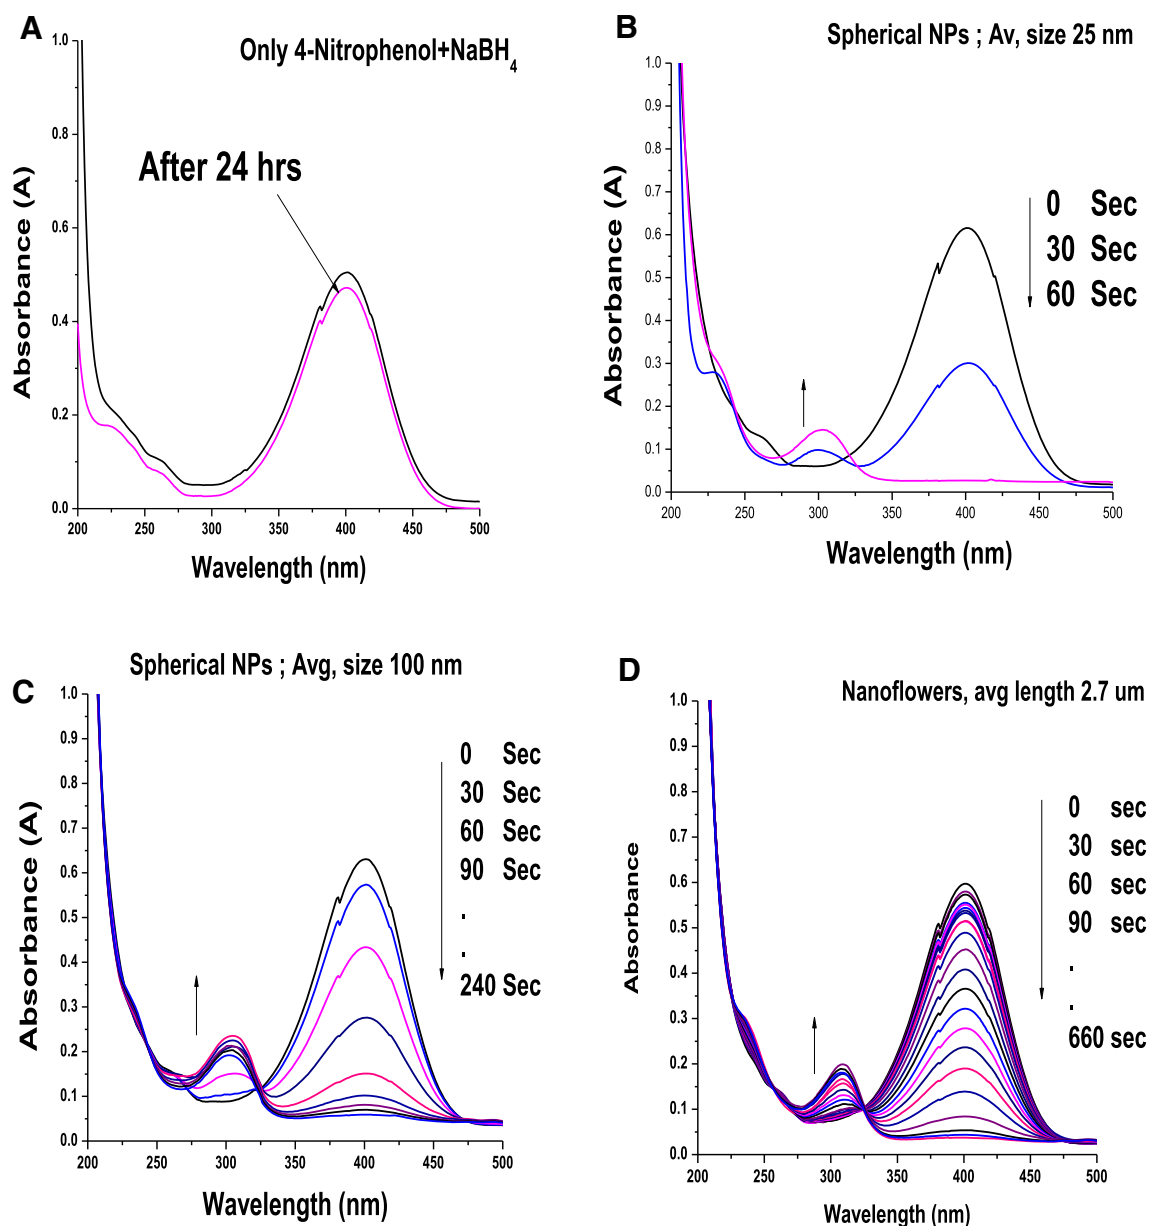 A
Only 4-Nitrophenol+NaBH4
After 24 hrs
Absorbance (A)
1.0
0.8
0.6
0.4
0.2
0.0
200 250 300 350 400 450 500
Wavelength (nm)
B
Spherical NPs ; Av, size 25 nm
0 Sec
30 Sec
60 Sec
Absorbance (A)
1.0
0.9
0.8
0.7
0.6
0.5
0.4
0.3
0.2
0.1
0.0
200 250 300 350 400 450 500
Wavelength (nm)
C
Spherical NPs ; Avg, size 100 nm
0 Sec
30 Sec
60 Sec
90 Sec
.
.
240 Sec
Absorbance (A)
1.0
0.9
0.8
0.7
0.6
0.5
0.4
0.3
0.2
0.1
0.0
200 250 300 350 400 450 500
Wavelength (nm)
D
Nanoflowers, avg length 2.7 um
0 sec
30 sec
60 sec
90 sec
.
.
660 sec
Absorbance
1.0
0.9
0.8
0.7
0.6
0.5
0.4
0.3
0.2
0.1
0.0
200 250 300 350 400 450 500
Wavelength (nm)